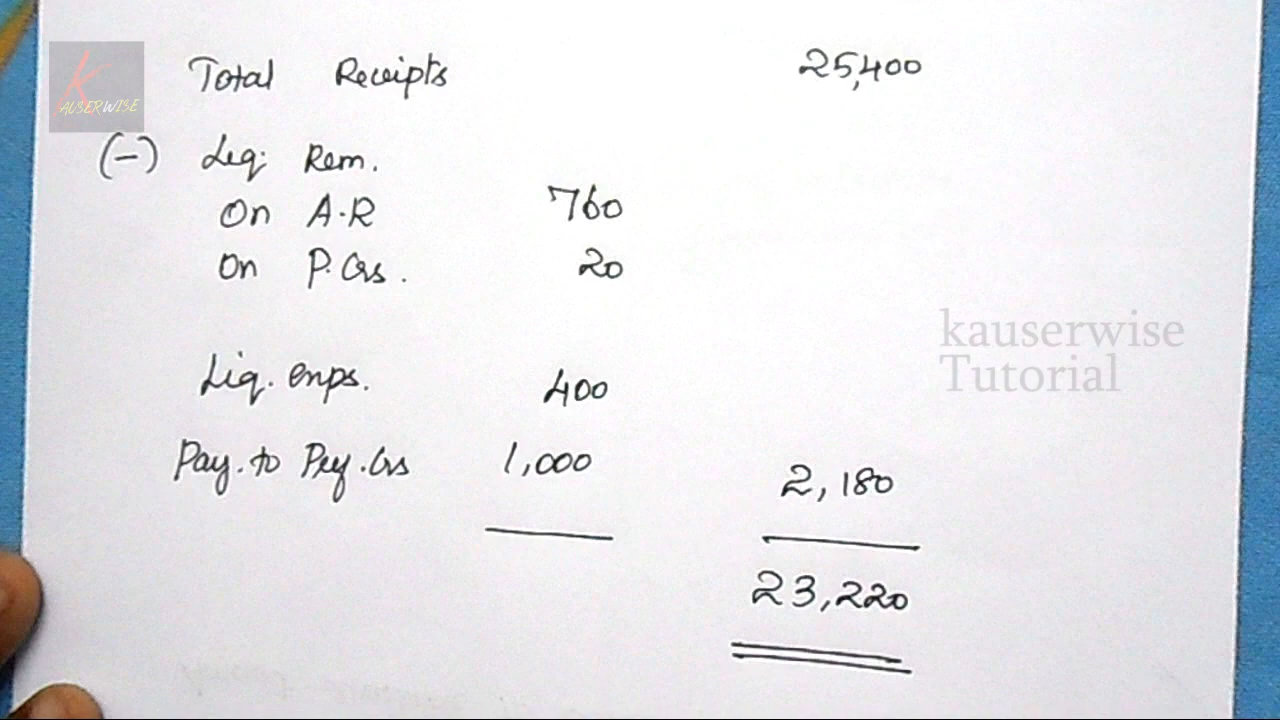 KAUSERWISE
Total Receipts 25,400
(-) Liq. Rem.
On A.R 760
On P.Crs. 20
kauserwise
Tutorial
Liq. exps. 400
Pay. to Pref. Crs 1,000 2,180
23,220